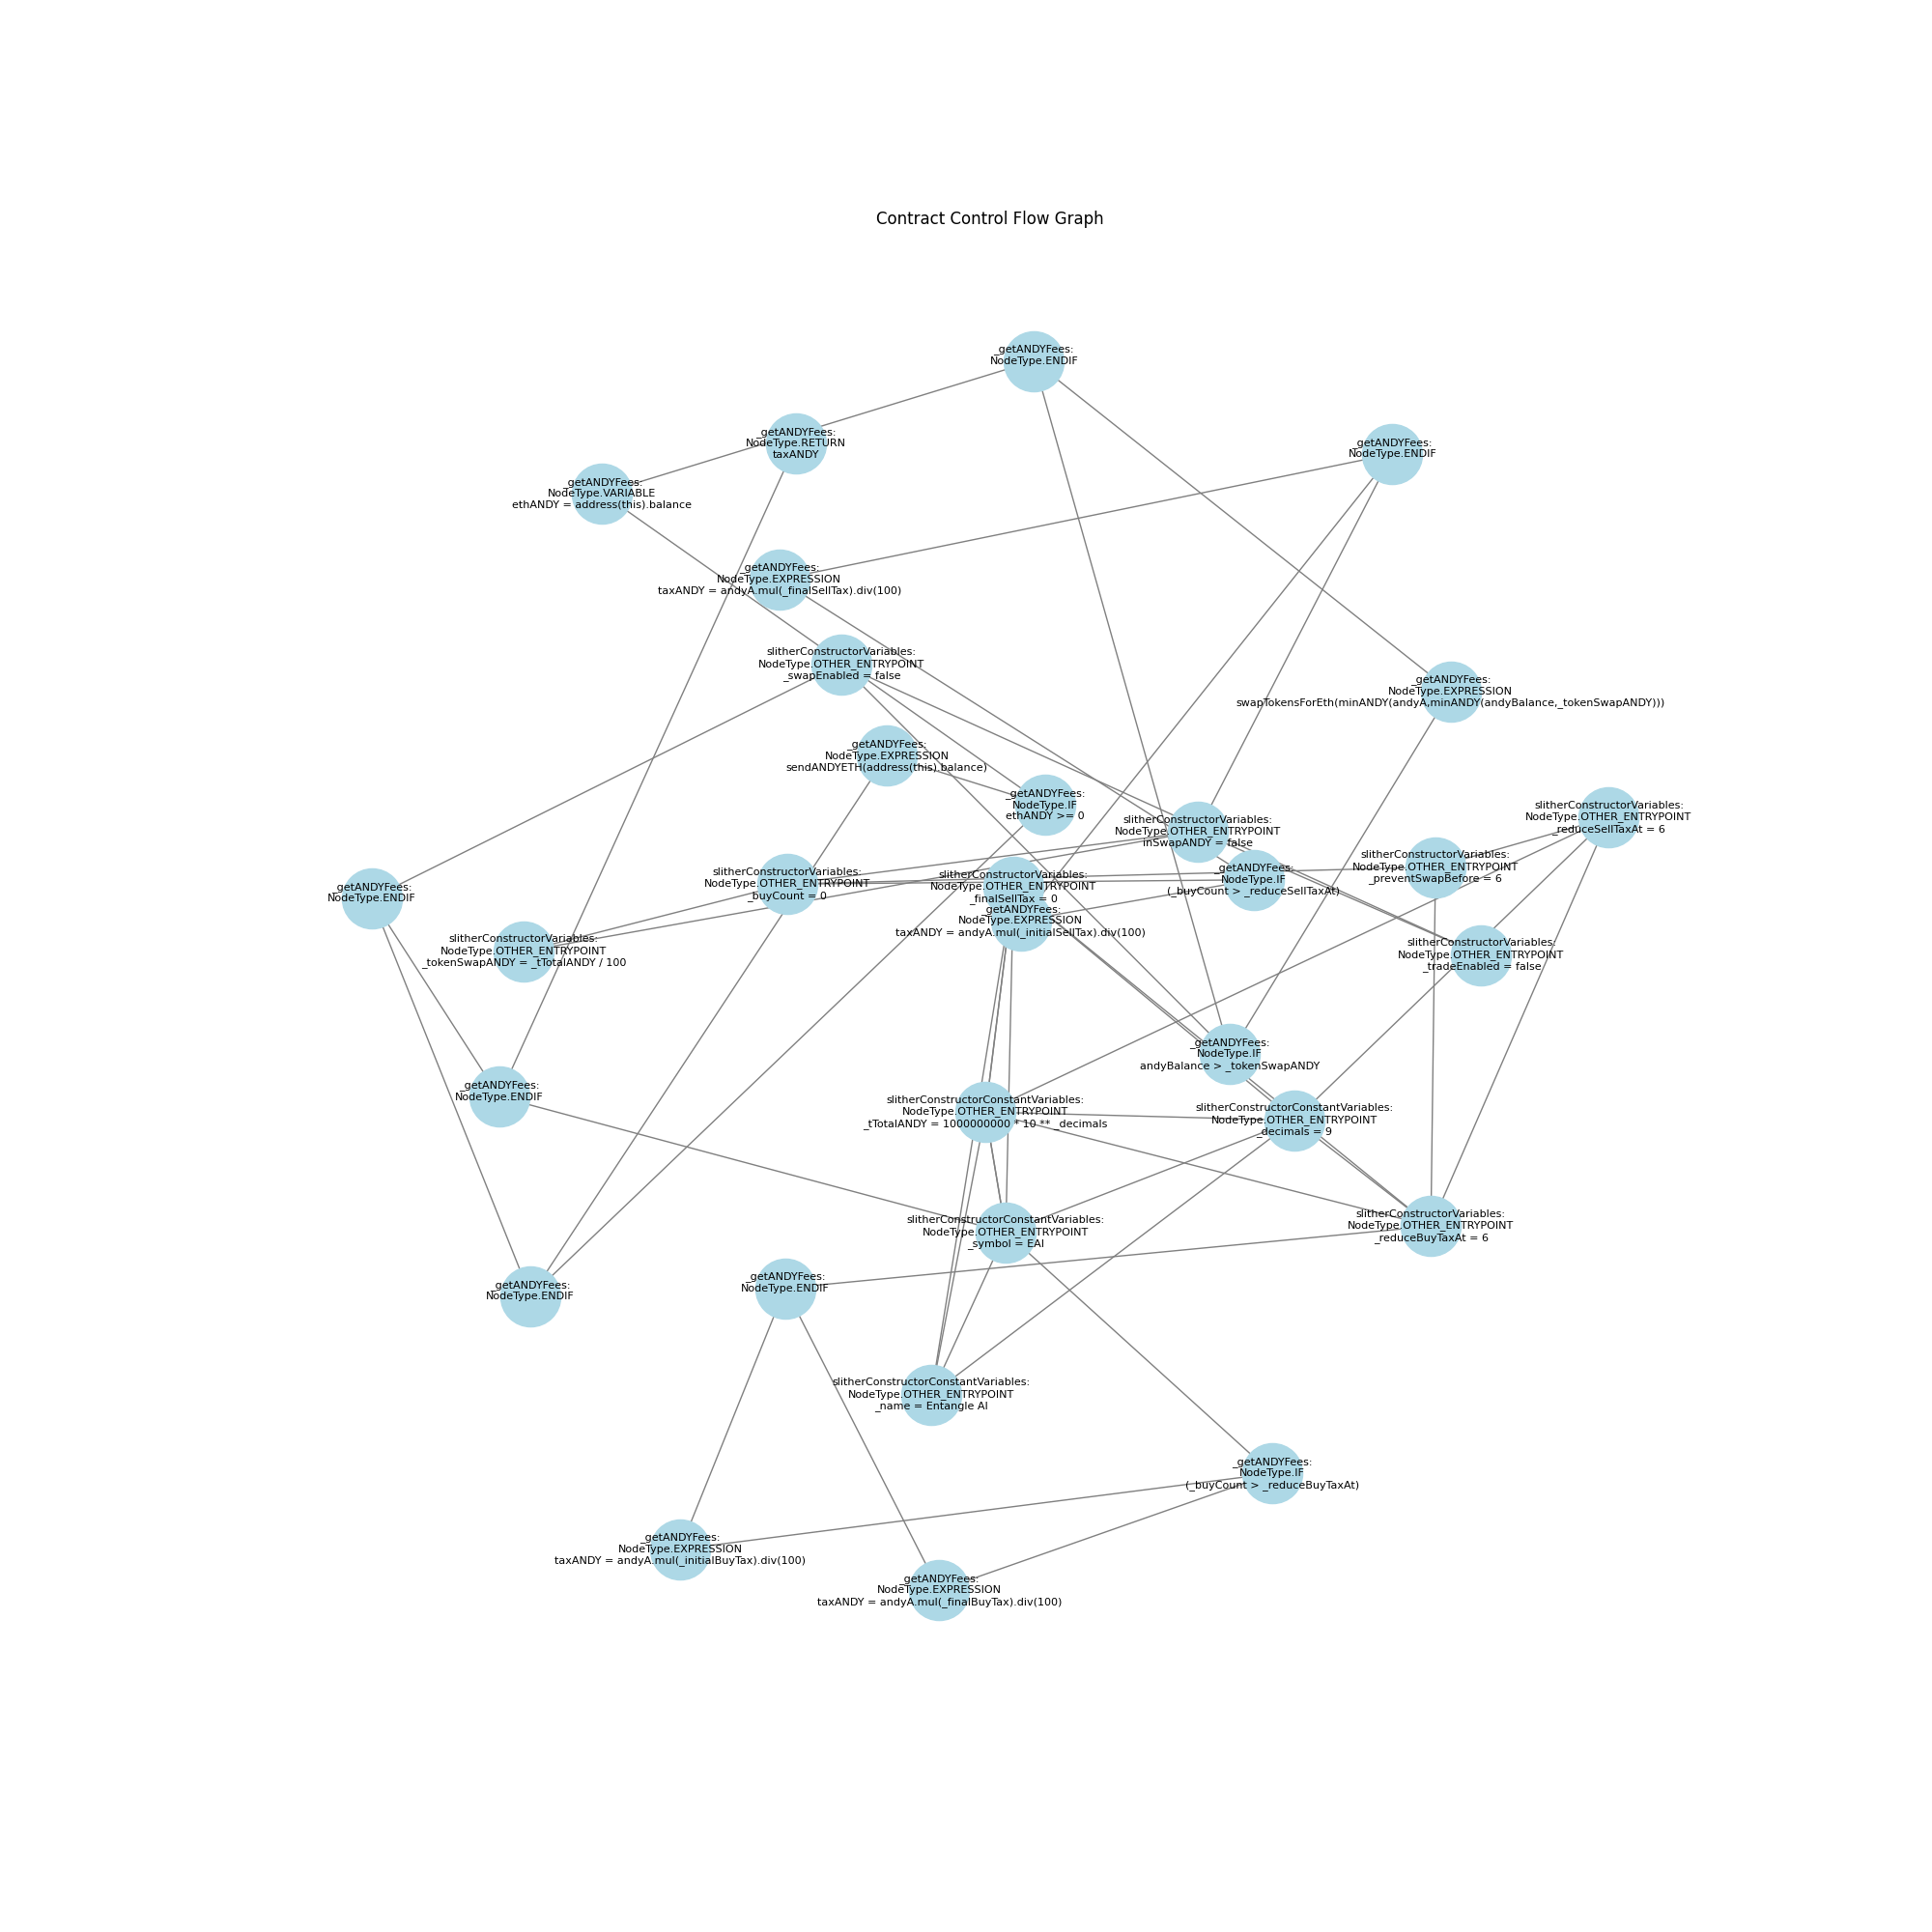 Contract Control Flow Graph
_getANDYFees:
NodeType.ENDIF
_getANDYFees:
NodeType.RETURN
taxANDY
_getANDYFees:
NodeType.ENDIF
_getANDYFees:
NodeType.VARIABLE
ethANDY = address(this).balance
_getANDYFees:
NodeType.EXPRESSION
taxANDY = andyA.mul(_finalSellTax).div(100)
slitherConstructorVariables:
NodeType.OTHER_ENTRYPOINT
_swapEnabled = false
_getANDYFees:
NodeType.EXPRESSION
swapTokensForEth(minANDY(andyA,minANDY(andyBalance,_tokenSwapANDY)))
_getANDYFees:
NodeType.EXPRESSION
sendANDYETH(address(this).balance)
_getANDYFees:
NodeType.IF
ethANDY >= 0
slitherConstructorVariables:
NodeType.OTHER_ENTRYPOINT
_reduceSellTaxAt = 6
slitherConstructorVariables:
NodeType.OTHER_ENTRYPOINT
inSwapANDY = false
slitherConstructorVariables:
NodeType.OTHER_ENTRYPOINT
_preventSwapBefore = 6
_getANDYFees:
NodeType.IF
(_buyCount > _reduceSellTaxAt)
slitherConstructorVariables:
NodeType.OTHER_ENTRYPOINT
_buyCount = 0
slitherConstructorVariables:
NodeType.OTHER_ENTRYPOINT
_finalSellTax = 0
_getANDYFees:
NodeType.ENDIF
_getANDYFees:
NodeType.EXPRESSION
taxANDY = andyA.mul(_initialSellTax).div(100)
slitherConstructorVariables:
NodeType.OTHER_ENTRYPOINT
_tokenSwapANDY = _tTotalANDY / 100
slitherConstructorVariables:
NodeType.OTHER_ENTRYPOINT
_tradeEnabled = false
_getANDYFees:
NodeType.IF
andyBalance > _tokenSwapANDY
_getANDYFees:
NodeType.ENDIF
slitherConstructorConstantVariables:
NodeType.OTHER_ENTRYPOINT
_tTotalANDY = 1000000000 * 10 ** _decimals
slitherConstructorConstantVariables:
NodeType.OTHER_ENTRYPOINT
_decimals = 9
slitherConstructorVariables:
NodeType.OTHER_ENTRYPOINT
_reduceBuyTaxAt = 6
slitherConstructorConstantVariables:
NodeType.OTHER_ENTRYPOINT
_symbol = EAI
_getANDYFees:
NodeType.ENDIF
_getANDYFees:
NodeType.ENDIF
slitherConstructorConstantVariables:
NodeType.OTHER_ENTRYPOINT
_name = Entangle AI
_getANDYFees:
NodeType.IF
(_buyCount > _reduceBuyTaxAt)
_getANDYFees:
NodeType.EXPRESSION
taxANDY = andyA.mul(_initialBuyTax).div(100)
_getANDYFees:
NodeType.EXPRESSION
taxANDY = andyA.mul(_finalBuyTax).div(100)